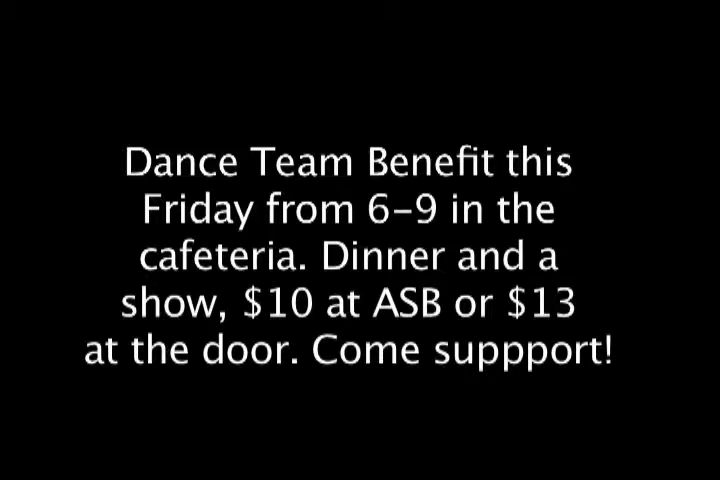 Dance Team Benefit this
Friday from 6-9 in the
cafeteria. Dinner and a
show, $10 at ASB or $13
at the door. Come suppport!